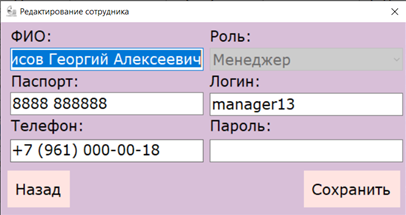 Редактирование сотрудника
ФИО: Роль:
Георгий Алексеевич Менеджер
Паспорт: Логин:
8888 888888 manager13
Телефон: Пароль:
+7 (961) 000-00-18
Назад Сохранить